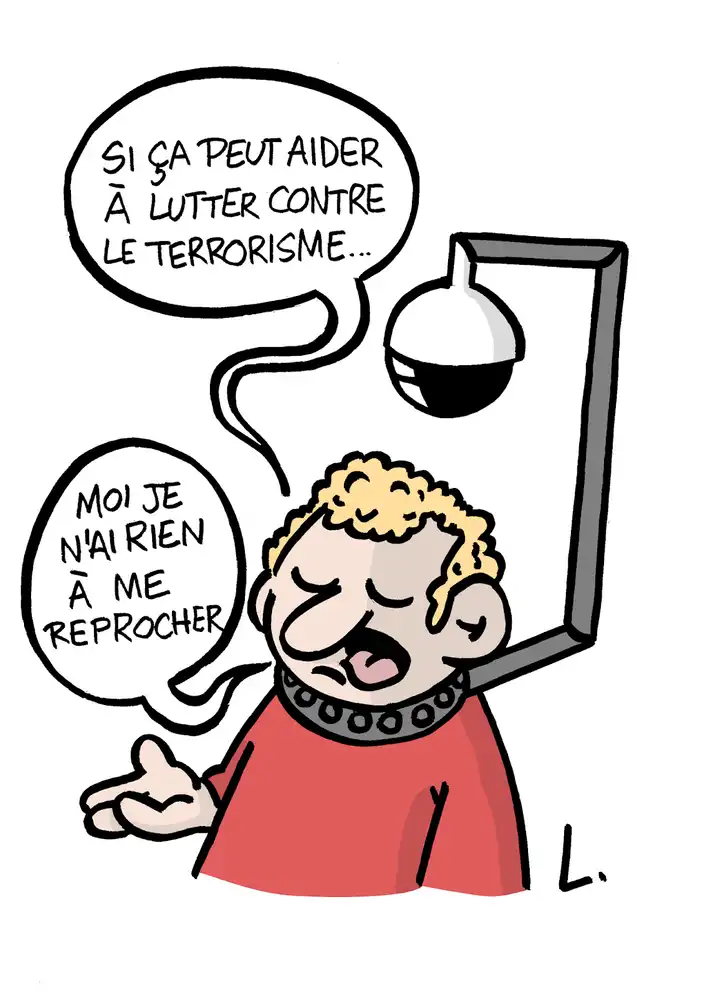 SI ÇA PEUT AIDER
À LUTTER CONTRE
LE TERRORISME...
MOI JE
N'AI RIEN
À ME
REPROCHER
L.